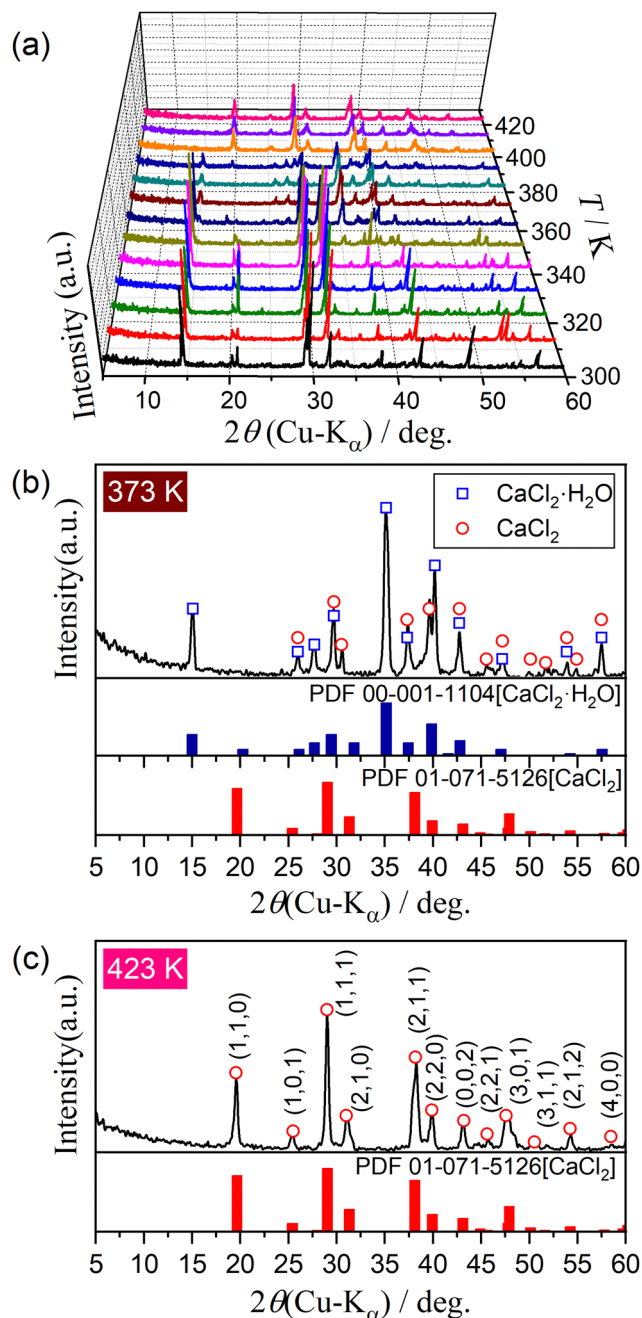 (a)
Intensity (a.u.)
420
400
380
360
340
320
300
T / K
10 20 30 40 50 60
2θ (Cu-Kα) / deg.
(b)
373 K
CaCl₂·H₂O
CaCl₂
Intensity(a.u.)
PDF 00-001-1104[CaCl₂·H₂O]
PDF 01-071-5126[CaCl₂]
5 10 15 20 25 30 35 40 45 50 55 60
2θ(Cu-Kα) / deg.
(c)
423 K
Intensity(a.u.)
(1,1,0)
(1,0,1)
(1,1,1)
(2,1,0)
(2,1,1)
(2,2,0)
(0,0,2)
(2,2,1)
(3,0,1)
(3,1,1)
(2,1,2)
(4,0,0)
PDF 01-071-5126[CaCl₂]
5 10 15 20 25 30 35 40 45 50 55 60
2θ(Cu-Kα) / deg.